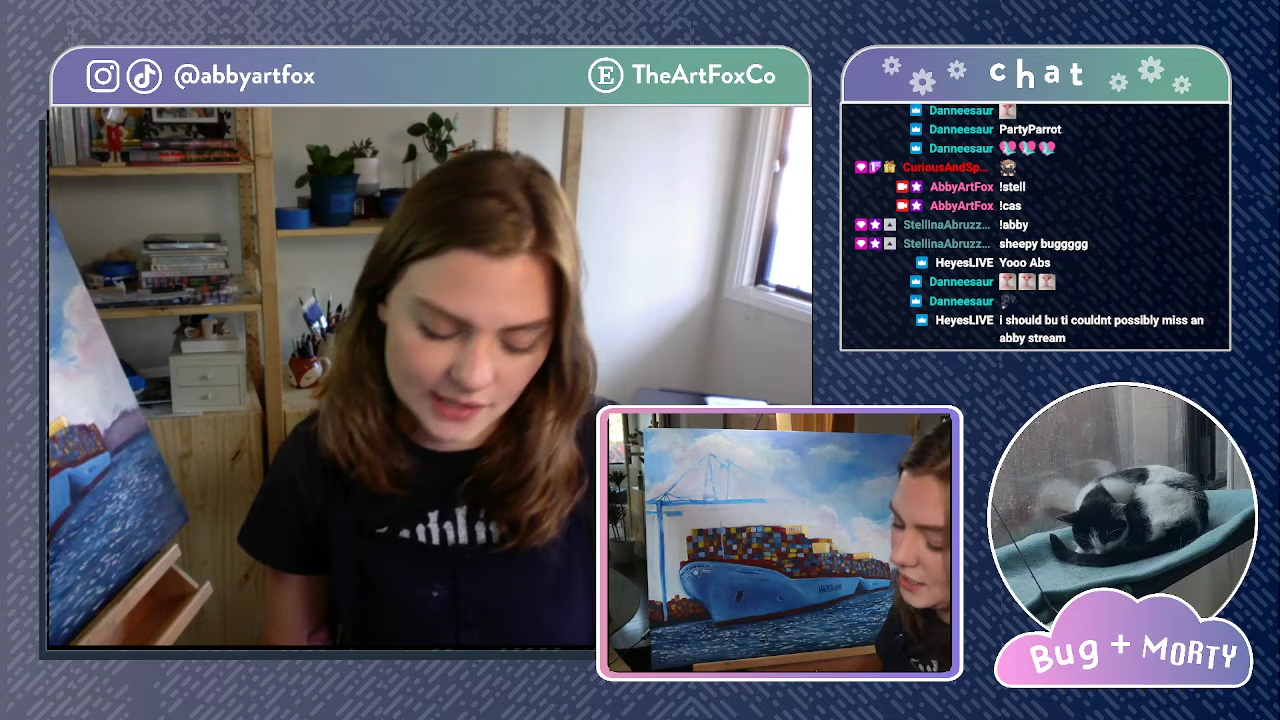 @abbyartfox
TheArtFoxCo
chat
Danneesaur
Danneesaur PartyParrot
Danneesaur
CuriousAndSp...
AbbyArtFox !stell
AbbyArtFox !cas
StellinaAbruzz... !abby
StellinaAbruzz... sheepy buggggg
HeyesLIVE Yooo Abs
Danneesaur
Danneesaur
HeyesLIVE i should bu ti couldnt possibly miss an
abby stream
Bug + MORTY